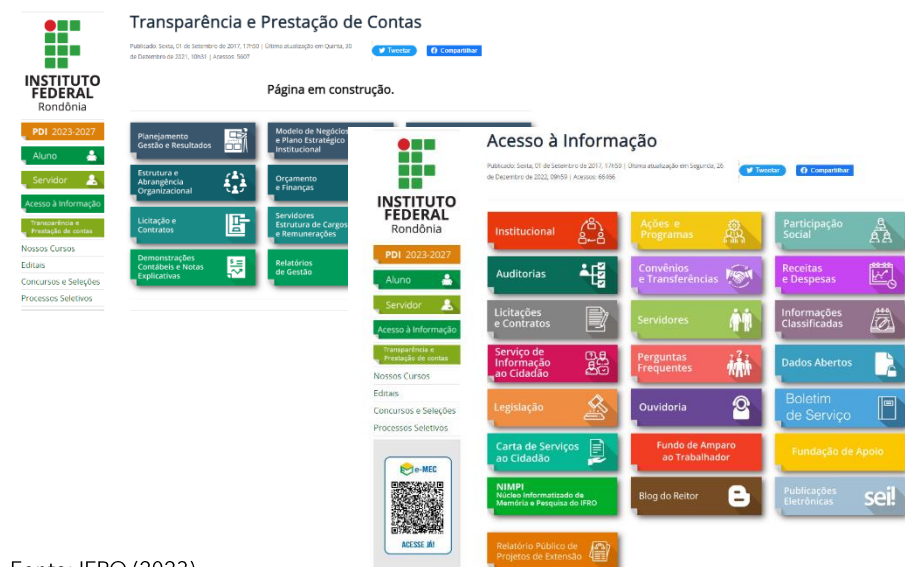 Transparência e Prestação de Contas
Publicado: Sexta, 01 de Setembro de 2017, 17h53 | Última atualização em Quarta, 20
de Dezembro de 2021, 10h31 | Acessos: 5607
Tweetar
Compartilhar
INSTITUTO
FEDERAL
Rondônia
PDI 2023-2027
Aluno
Servidor
Acesso à Informação
Transparência e
Prestação de contas
Nossos Cursos
Editais
Concursos e Seleções
Processos Seletivos
Página em construção.
Planejamento
Gestão e Resultados
Modelo de Negócios
e Plano Estratégico
Institucional
Estrutura e
Abrangência
Organizacional
Orçamento
e Finanças
Licitação e
Contratos
Servidores
Estrutura de Cargos
e Remunerações
Demonstrações
Contábeis e Notas
Explicativas
Relatórios
de Gestão
Acesso à Informação
Publicado: Sexta, 01 de Setembro de 2017, 17h53 | Última atualização em Segunda, 26
de Dezembro de 2022, 09h59 | Acessos: 66466
Tweetar
Compartilhar
INSTITUTO
FEDERAL
Rondônia
PDI 2023-2027
Aluno
Servidor
Acesso à Informação
Transparência e
Prestação de contas
Nossos Cursos
Editais
Concursos e Seleções
Processos Seletivos
e-MEC
ACESSE JÁ!
Institucional
Ações e
Programas
Participação
Social
Auditorias
Convênios
e Transferências
Receitas
e Despesas
Licitações
e Contratos
Servidores
Informações
Classificadas
Serviço de
Informação
ao Cidadão
Perguntas
Frequentes
Dados Abertos
Legislação
Ouvidoria
Boletim
de Serviço
Carta de Serviços
ao Cidadão
Fundo de Amparo
ao Trabalhador
Fundação de Apoio
NIMPI
Núcleo Informatizado de
Memória e Pesquisa do IFRO
Blog do Reitor
Publicações
Eletrônicas
sei!
Relatório Público de
Projetos de Extensão